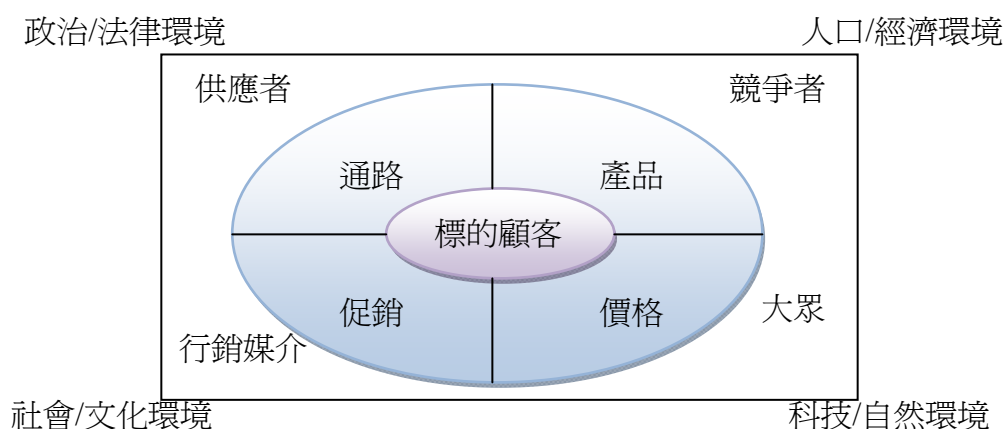 政治/法律環境
人口/經濟環境
供應者
競爭者
通路
產品
標的顧客
促銷
價格
大眾
行銷媒介
社會/文化環境
科技/自然環境